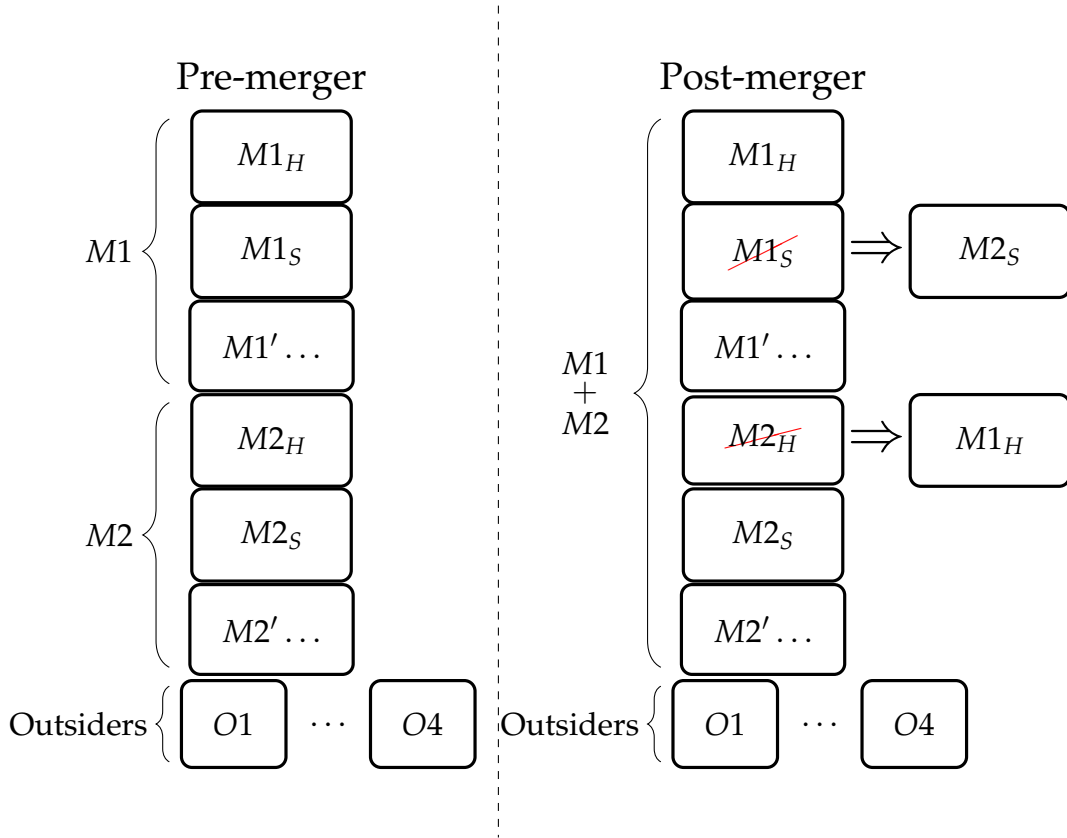 Pre-merger
M1
M1_H
M1_S
M1′ …
M2
M2_H
M2_S
M2′ …
Outsiders
O1 … O4
Post-merger
M1
+
M2
M1_H
M1_S ⇒ M2_S
M1′ …
M2_H ⇒ M1_H
M2_S
M2′ …
Outsiders
O1 … O4